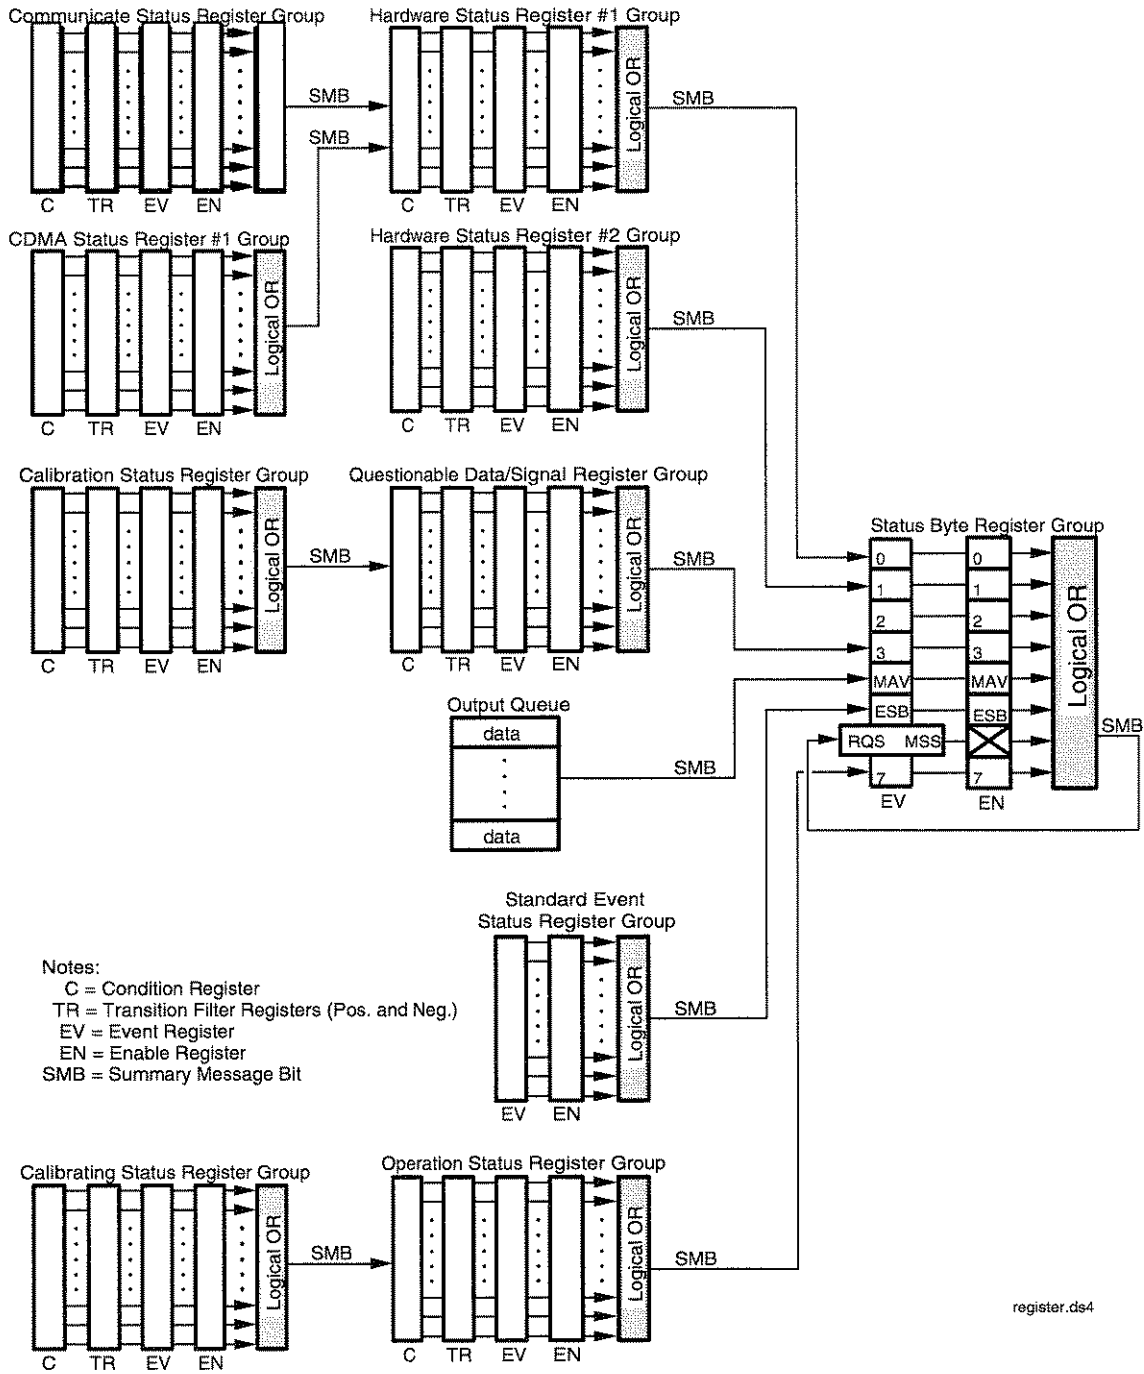 Communicate Status Register Group
Hardware Status Register #1 Group
SMB
SMB
Logical OR
SMB
C TR EV EN
C TR EV EN
CDMA Status Register #1 Group
Hardware Status Register #2 Group
Logical OR
Logical OR
SMB
C TR EV EN
C TR EV EN
Calibration Status Register Group
Questionable Data/Signal Register Group
Logical OR
SMB
Logical OR
SMB
C TR EV EN
C TR EV EN
Status Byte Register Group
0 0
1 1
2 2
3 3
MAV MAV
ESB ESB
RQS MSS
7 7
EV EN
Logical OR
SMB
Output Queue
data
data
SMB
Standard Event
Status Register Group
Logical OR
SMB
EV EN
Notes:
C = Condition Register
TR = Transition Filter Registers (Pos. and Neg.)
EV = Event Register
EN = Enable Register
SMB = Summary Message Bit
Calibrating Status Register Group
Operation Status Register Group
Logical OR
SMB
Logical OR
SMB
C TR EV EN
C TR EV EN
register.ds4